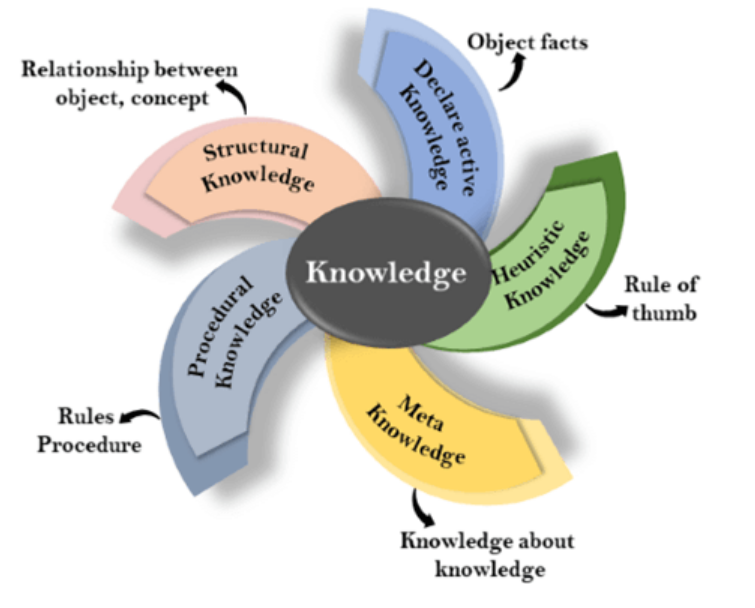 Object facts
Declare active
Knowledge
Relationship between
object, concept
Structural
Knowledge
Knowledge
Heuristic
Knowledge
Rule of
thumb
Procedural
Knowledge
Rules
Procedure
Meta
Knowledge
Knowledge about
knowledge